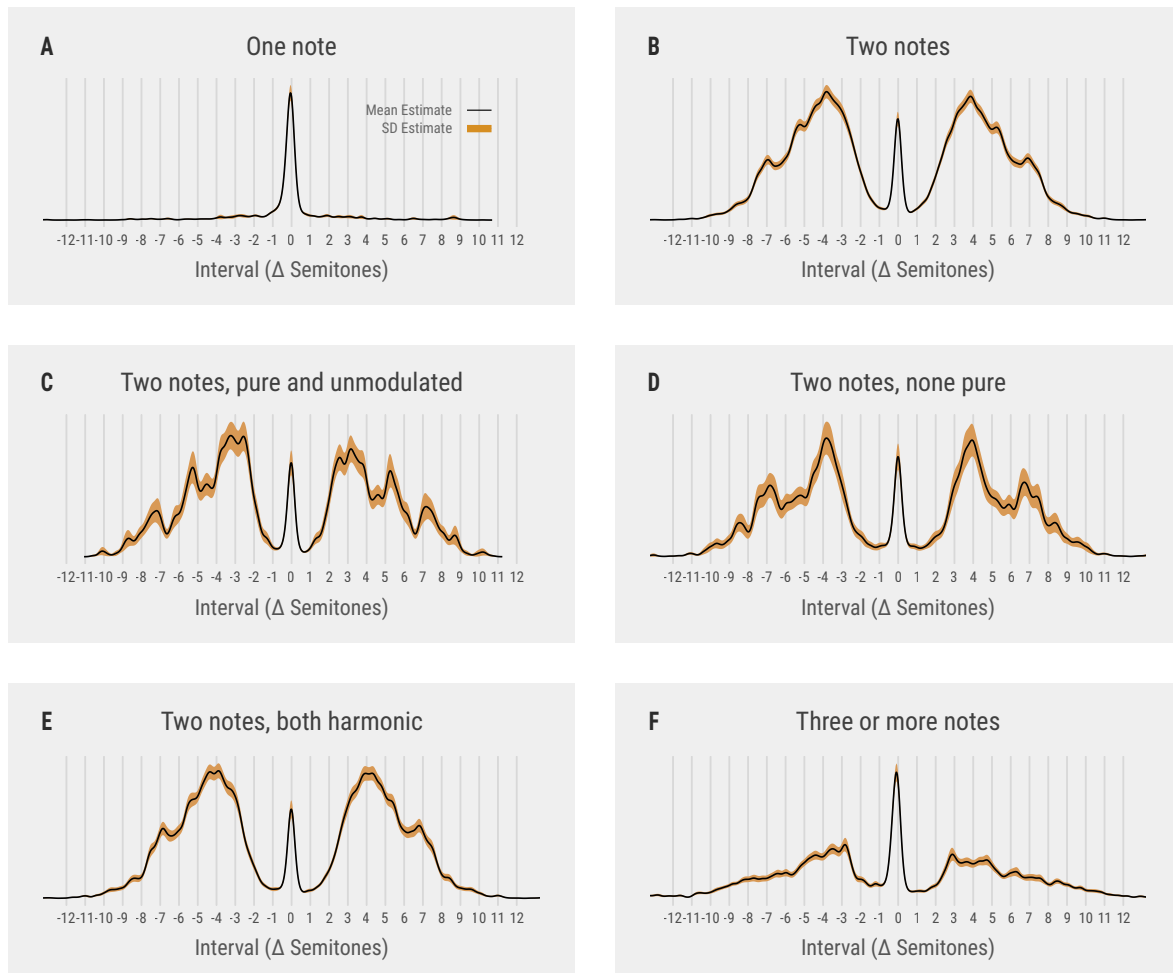 A One note
Mean Estimate
SD Estimate
-12-11-10 -9 -8 -7 -6 -5 -4 -3 -2 -1 0 1 2 3 4 5 6 7 8 9 10 11 12
Interval (Δ Semitones)
B Two notes
-12-11-10 -9 -8 -7 -6 -5 -4 -3 -2 -1 0 1 2 3 4 5 6 7 8 9 10 11 12
Interval (Δ Semitones)
C Two notes, pure and unmodulated
-12-11-10 -9 -8 -7 -6 -5 -4 -3 -2 -1 0 1 2 3 4 5 6 7 8 9 10 11 12
Interval (Δ Semitones)
D Two notes, none pure
-12-11-10 -9 -8 -7 -6 -5 -4 -3 -2 -1 0 1 2 3 4 5 6 7 8 9 10 11 12
Interval (Δ Semitones)
E Two notes, both harmonic
-12-11-10 -9 -8 -7 -6 -5 -4 -3 -2 -1 0 1 2 3 4 5 6 7 8 9 10 11 12
Interval (Δ Semitones)
F Three or more notes
-12-11-10 -9 -8 -7 -6 -5 -4 -3 -2 -1 0 1 2 3 4 5 6 7 8 9 10 11 12
Interval (Δ Semitones)